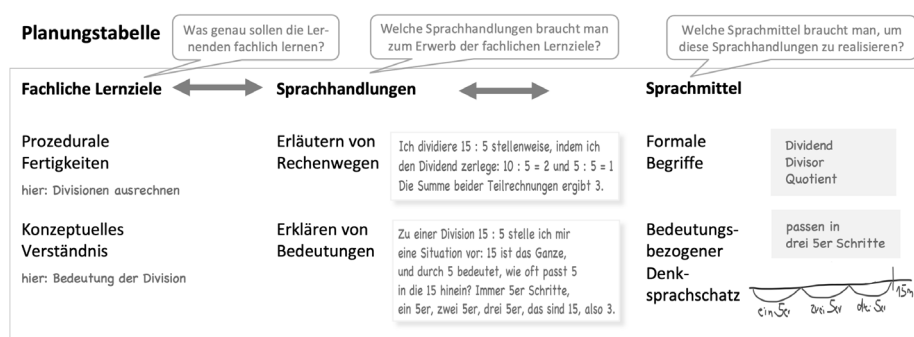 Planungstabelle
Was genau sollen die Ler-
nenden fachlich lernen?
Welche Sprachhandlungen braucht man
zum Erwerb der fachlichen Lernziele?
Welche Sprachmittel braucht man, um
diese Sprachhandlungen zu realisieren?
Fachliche Lernziele
Sprachhandlungen
Sprachmittel
Prozedurale
Fertigkeiten
hier: Divisionen ausrechnen
Erläutern von
Rechenwegen
Ich dividiere 15 : 5 stellenweise, indem ich
den Dividend zerlege: 10 : 5 = 2 und 5 : 5 = 1
Die Summe beider Teilrechnungen ergibt 3.
Formale
Begriffe
Dividend
Divisor
Quotient
Konzeptuelles
Verständnis
hier: Bedeutung der Division
Erklären von
Bedeutungen
Zu einer Division 15 : 5 stelle ich mir
eine Situation vor: 15 ist das Ganze,
und durch 5 bedeutet, wie oft passt 5
in die 15 hinein? Immer 5er Schritte,
ein 5er, zwei 5er, drei 5er, das sind 15, also 3.
Bedeutungs-
bezogener
Denk-
sprachschatz
passen in
drei 5er Schritte
15m
ein 5er zwei 5er drei 5er